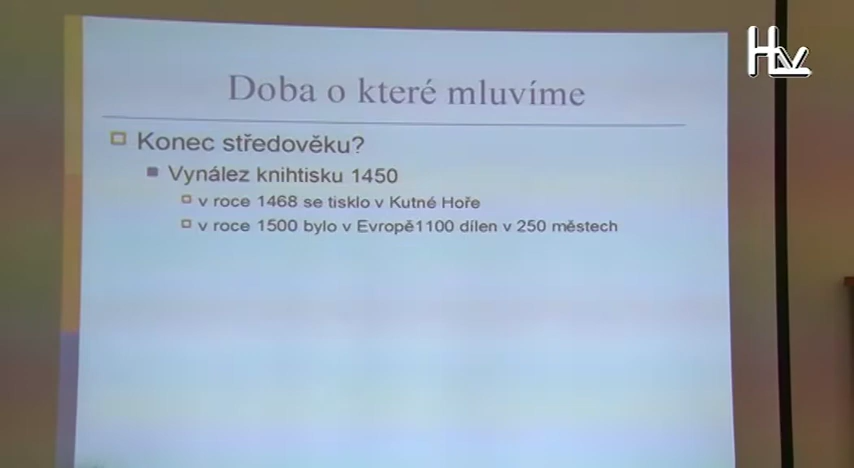 Hv
Doba o které mluvíme
Konec středověku?
Vynález knihtisku 1450
v roce 1468 se tisklo v Kutné Hoře
v roce 1500 bylo v Evropě1100 dílen v 250 městech